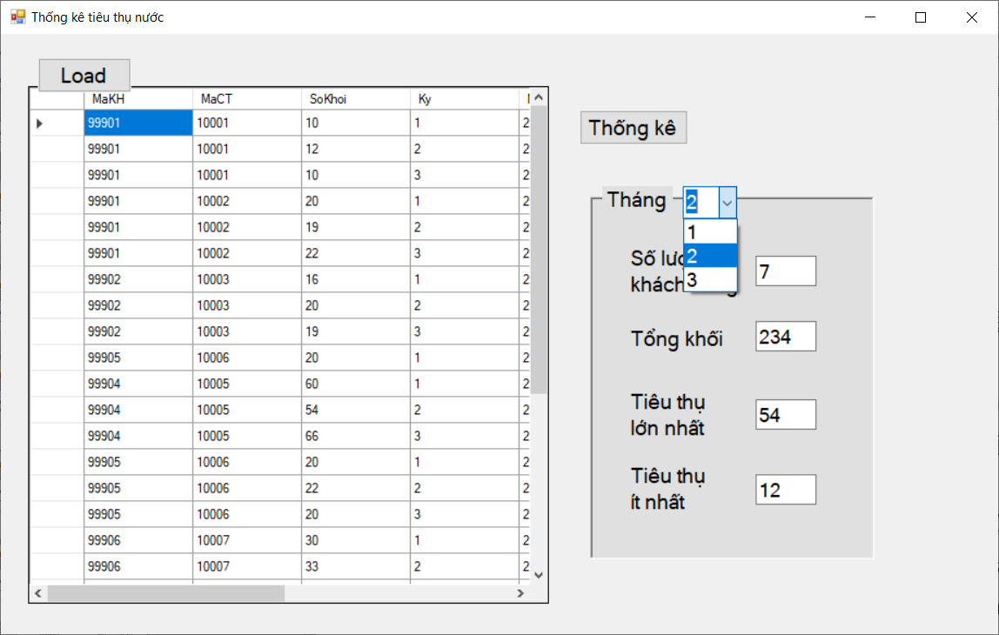 Thống kê tiêu thụ nước
Load
MaKH MaCT SoKhoi Ky
99901 10001 10 1 2
99901 10001 12 2 2
99901 10001 10 3 2
99901 10002 20 1 2
99901 10002 19 2 2
99901 10002 22 3 2
99902 10003 16 1 2
99902 10003 20 2 2
99902 10003 19 3 2
99905 10006 20 1 2
99904 10005 60 1 2
99904 10005 54 2 2
99904 10005 66 3 2
99905 10006 20 1 2
99905 10006 22 2 2
99905 10006 20 3 2
99906 10007 30 1 2
99906 10007 33 2 2
Thống kê
Tháng 2
1
2
3
Số
khách
7
Tổng khối 234
Tiêu thụ
lớn nhất
54
Tiêu thụ
ít nhất
12